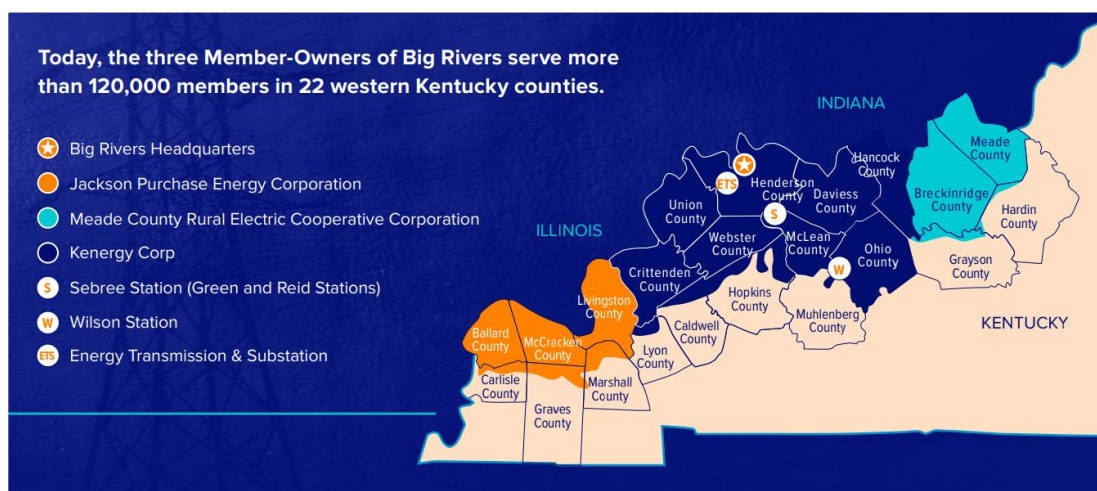 Today, the three Member-Owners of Big Rivers serve more
than 120,000 members in 22 western Kentucky counties.
Big Rivers Headquarters
Jackson Purchase Energy Corporation
Meade County Rural Electric Cooperative Corporation
Kenergy Corp
S
Sebree Station (Green and Reid Stations)
W
Wilson Station
ETS
Energy Transmission & Substation
INDIANA
ILLINOIS
KENTUCKY
Meade
County
Hancock
County
Breckinridge
County
Hardin
County
ETS
Henderson
County
Daviess
County
Union
County
S
Webster
County
McLean
County
Ohio
County
W
Grayson
County
Crittenden
County
Hopkins
County
Muhlenberg
County
Livingston
County
Caldwell
County
Lyon
County
Ballard
County
McCracken
County
Carlisle
County
Marshall
County
Graves
County